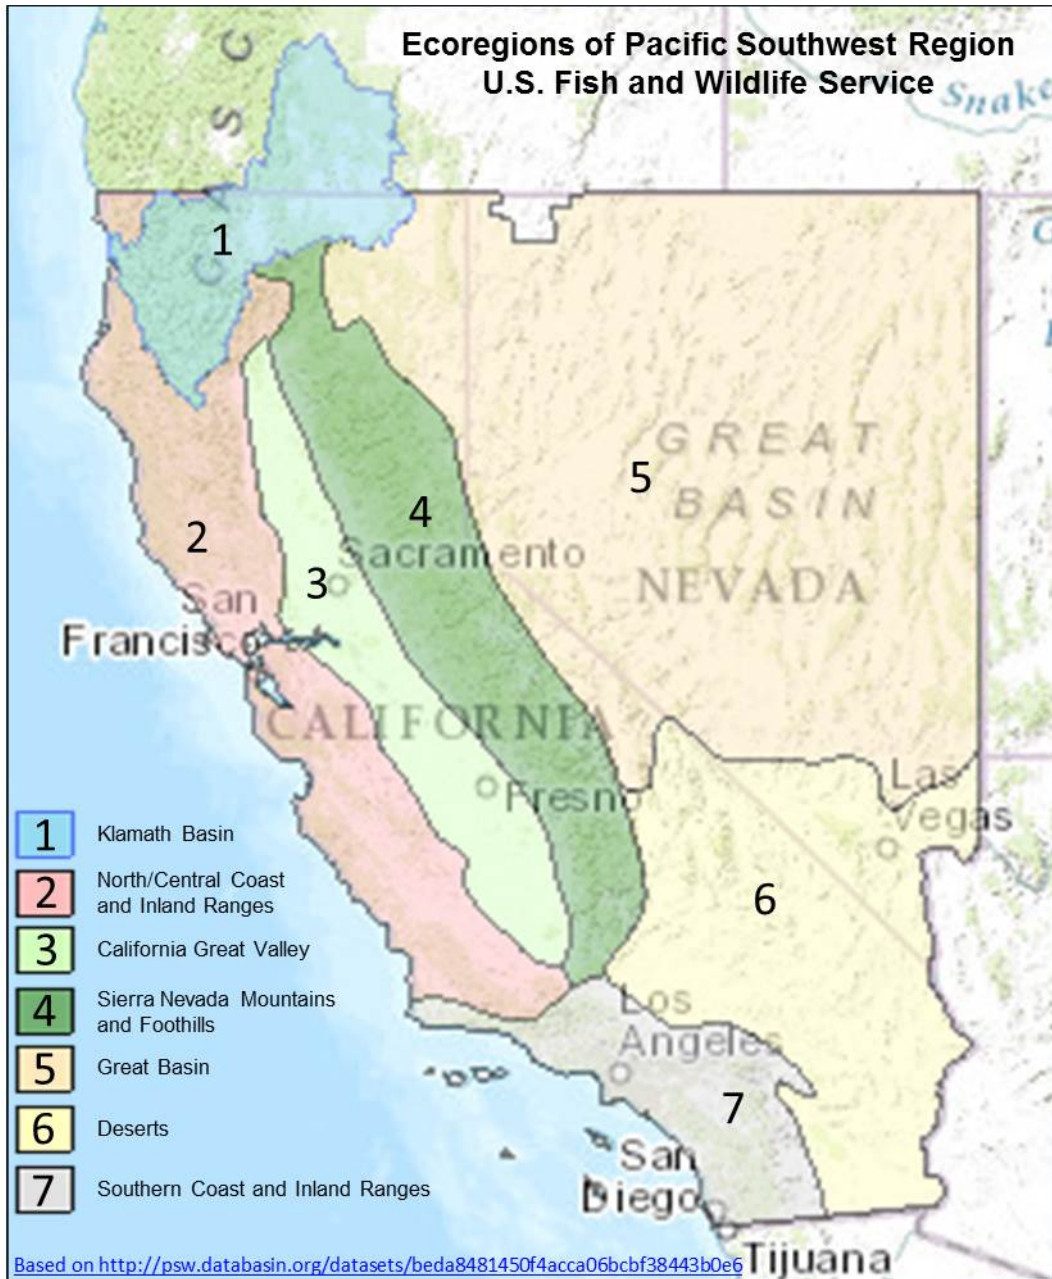 Ecoregions of Pacific Southwest Region
U.S. Fish and Wildlife Service
C
S
Snake
1
C
G
GREAT
BASIN
5
4
NEVADA
2
Sacramento
3
San
Francisco
CALIFORNIA
Fresno
Las
Vegas
6
Los
Angeles
7
San
Diego
Tijuana
1 Klamath Basin
2 North/Central Coast
and Inland Ranges
3 California Great Valley
4 Sierra Nevada Mountains
and Foothills
5 Great Basin
6 Deserts
7 Southern Coast and Inland Ranges
Based on http://psw.databasin.org/datasets/beda8481450f4acca06bcbf38443b0e6